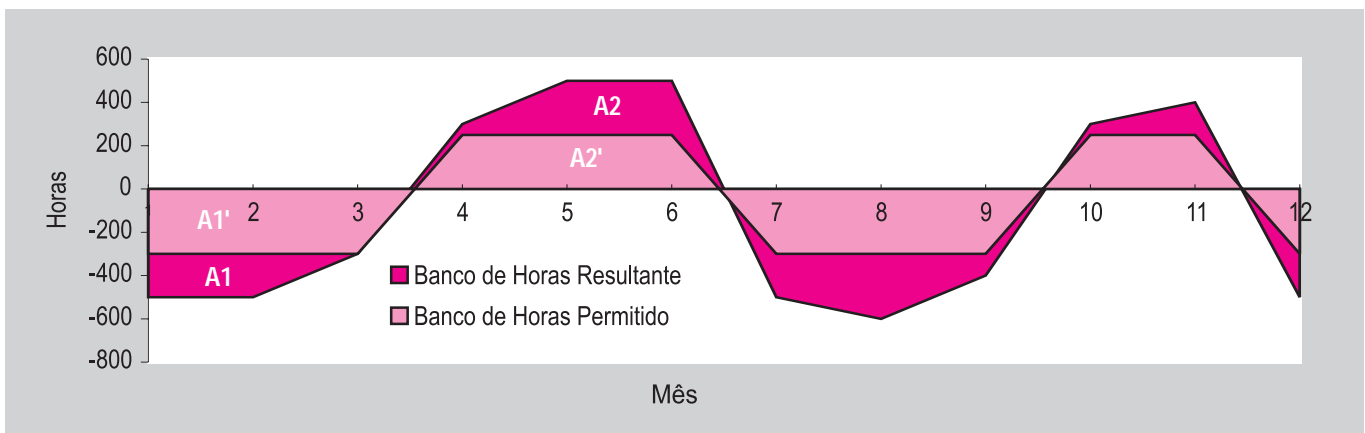 600
400
200
0
-200
-400
-600
-800
Horas
A2
A2'
A1'
A1
2 3 4 5 6 7 8 9 10 11 12
Banco de Horas Resultante
Banco de Horas Permitido
Mês